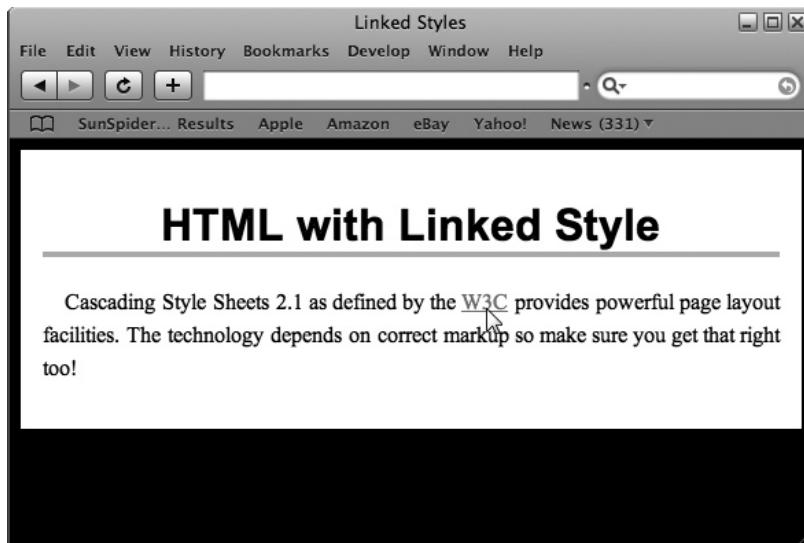 Linked Styles
File Edit View History Bookmarks Develop Window Help
SunSpider... Results Apple Amazon eBay Yahoo! News (331)
HTML with Linked Style
Cascading Style Sheets 2.1 as defined by the W3C provides powerful page layout
facilities. The technology depends on correct markup so make sure you get that right
too!